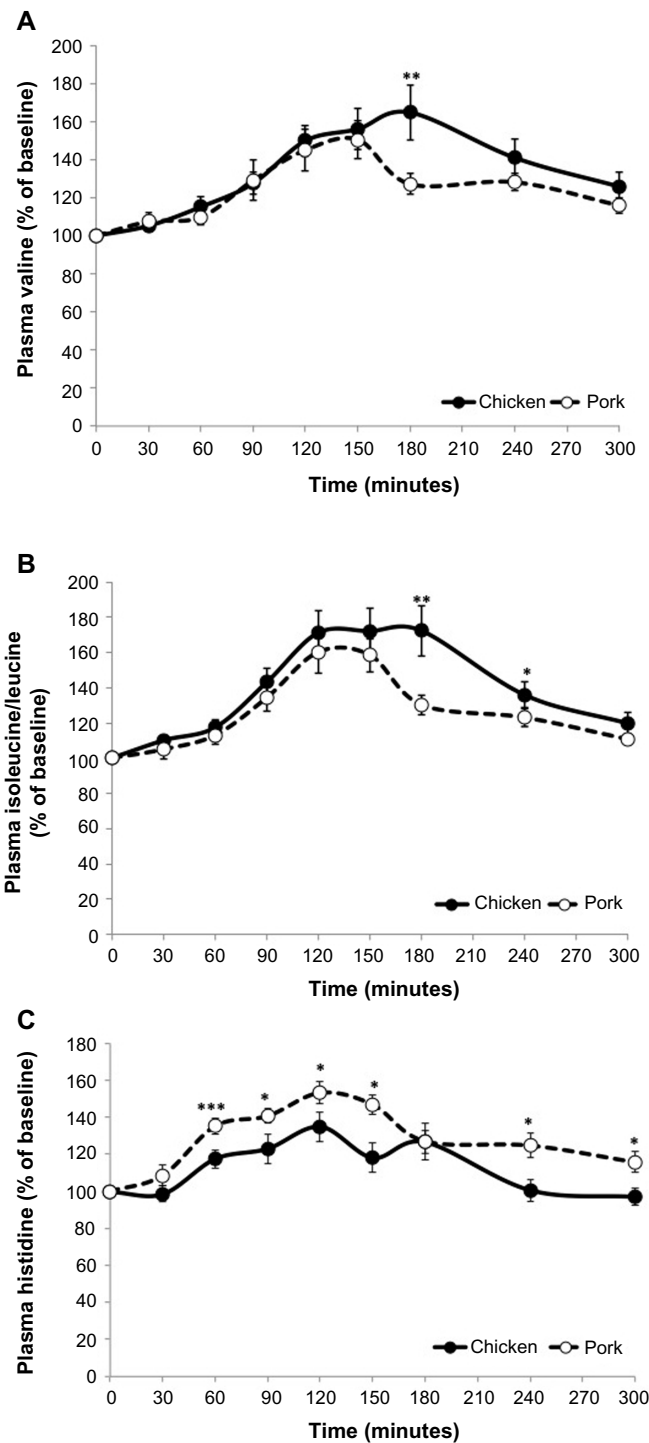 A
200
180
160
140
120
100
80
60
40
20
0
Plasma valine (% of baseline)
**
Chicken Pork
0 30 60 90 120 150 180 210 240 270 300
Time (minutes)
B
200
180
160
140
120
100
80
60
40
20
0
Plasma isoleucine/leucine
(% of baseline)
**
*
Chicken Pork
0 30 60 90 120 150 180 210 240 270 300
Time (minutes)
C
180
160
140
120
100
80
60
40
20
0
Plasma histidine (% of baseline)
*** * * * * *
Chicken Pork
0 30 60 90 120 150 180 210 240 270 300
Time (minutes)